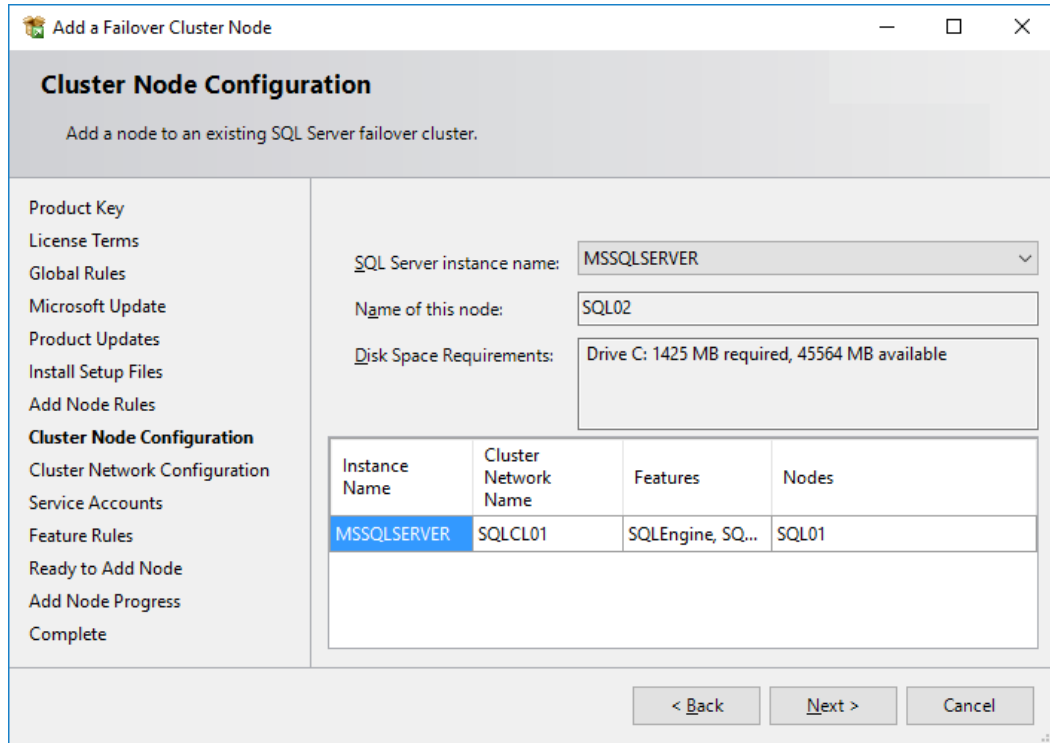 Add a Failover Cluster Node
Cluster Node Configuration
Add a node to an existing SQL Server failover cluster.
Product Key
License Terms
Global Rules
Microsoft Update
Product Updates
Install Setup Files
Add Node Rules
Cluster Node Configuration
Cluster Network Configuration
Service Accounts
Feature Rules
Ready to Add Node
Add Node Progress
Complete
SQL Server instance name: MSSQLSERVER
Name of this node: SQL02
Disk Space Requirements: Drive C: 1425 MB required, 45564 MB available
Instance Name Cluster Network Name Features Nodes
MSSQLSERVER SQLCL01 SQLEngine, SQ... SQL01
< Back Next > Cancel